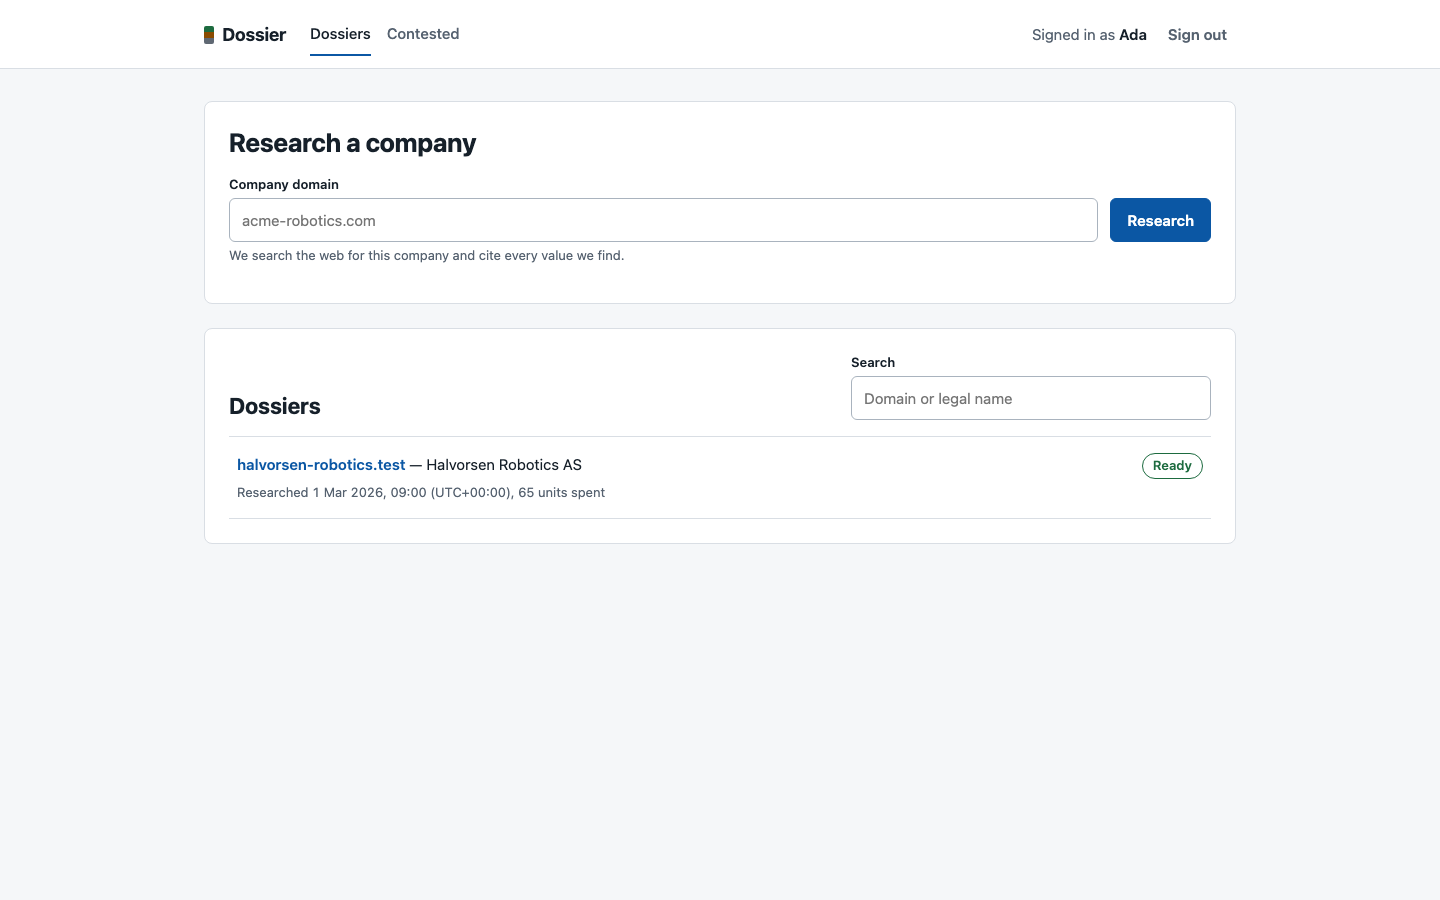 Dossier Dossiers Contested Signed in as Ada Sign out
Research a company
Company domain
acme-robotics.com Research
We search the web for this company and cite every value we find.
Search
Domain or legal name
Dossiers
halvorsen-robotics.test — Halvorsen Robotics AS Ready
Researched 1 Mar 2026, 09:00 (UTC+00:00), 65 units spent